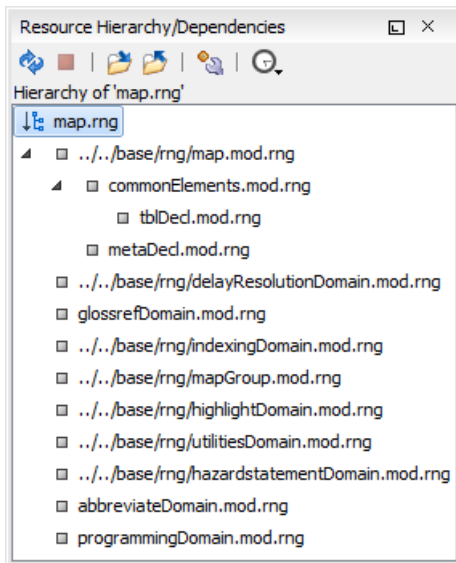 Resource Hierarchy/Dependencies
Hierarchy of 'map.rng'
map.rng
../../base/rng/map.mod.rng
commonElements.mod.rng
tblDecl.mod.rng
metaDecl.mod.rng
../../base/rng/delayResolutionDomain.mod.rng
glossrefDomain.mod.rng
../../base/rng/indexingDomain.mod.rng
../../base/rng/mapGroup.mod.rng
../../base/rng/highlightDomain.mod.rng
../../base/rng/utilitiesDomain.mod.rng
../../base/rng/hazardstatementDomain.mod.rng
abbreviateDomain.mod.rng
programmingDomain.mod.rng